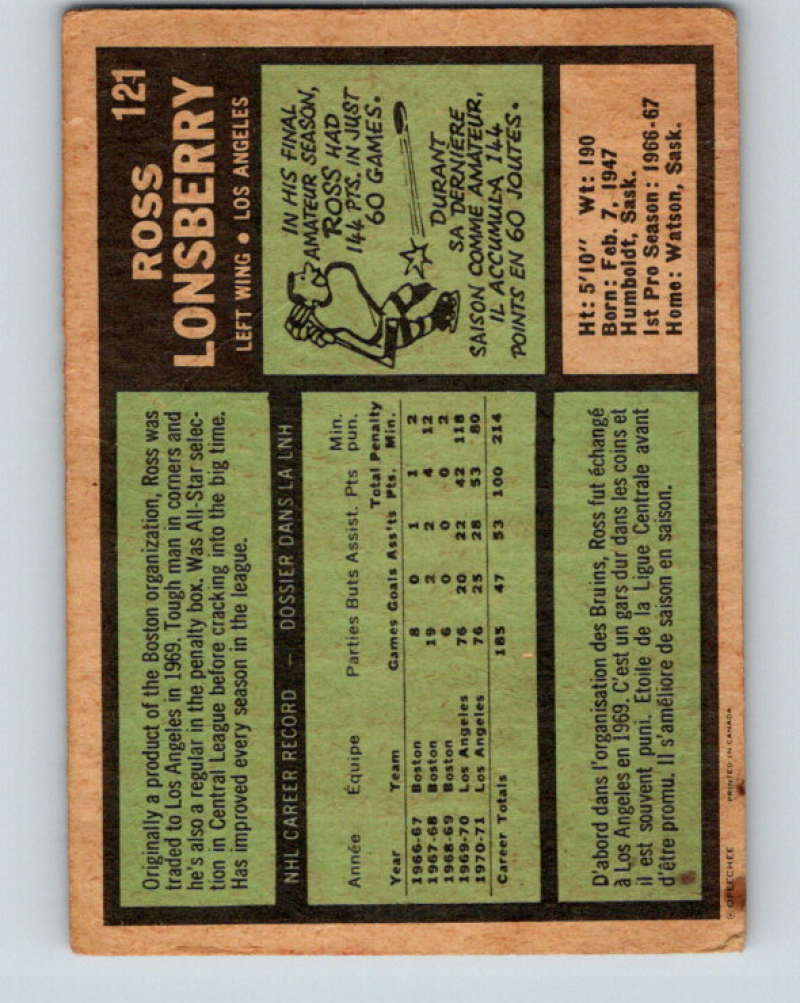 121
ROSS
LONSBERRY
LEFT WING • LOS ANGELES
Originally a product of the Boston organization, Ross was
traded to Los Angeles in 1969. Tough man in corners and
he's also a regular in the penalty box. Was All-Star selec-
tion in Central League before cracking into the big time.
Has improved every season in the league.
IN HIS FINAL
AMATEUR SEASON,
ROSS HAD
144 PTS. IN JUST
60 GAMES.
DURANT
SA DERNIÈRE
SAISON COMME AMATEUR,
IL ACCUMULA 144
POINTS EN 60 JOUTES.
NHL CAREER RECORD — DOSSIER DANS LA LNH
Année Équipe Parties Buts Assist. Pts Min. pun.
Total Penalty
Year Team Games Goals Ass'ts Pts. Min.
1966-67 Boston 8 0 1 1 2
1967-68 Boston 19 2 2 4 12
1968-69 Boston 6 0 0 0 2
1969-70 Los Angeles 76 20 22 42 118
1970-71 Los Angeles 76 25 28 53 80
Career Totals 185 47 53 100 214
Ht: 5'10" Wt: 190
Born: Feb. 7, 1947
Humboldt, Sask.
1st Pro Season: 1966-67
Home: Watson, Sask.
D'abord dans l'organisation des Bruins, Ross fut échangé
à Los Angeles en 1969. C'est un gars dur dans les coins et
il est souvent puni. Etoile de la Ligue Centrale avant
d'être promu. Il s'améliore de saison en saison.
© O-PEE-CHEE PRINTED IN CANADA